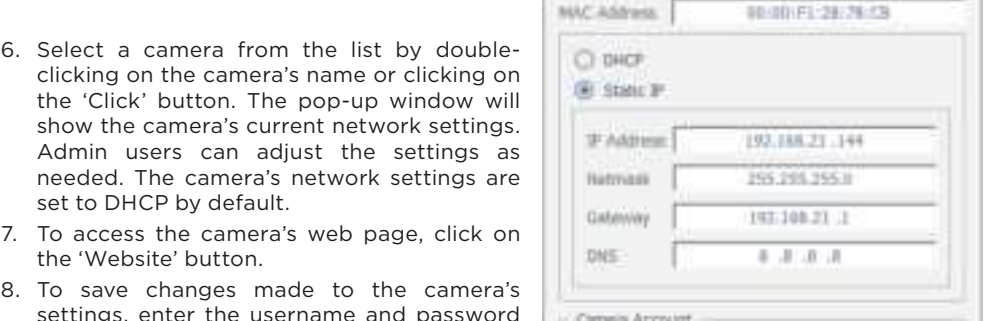 6. Select a camera from the list by double-
clicking on the camera's name or clicking on
the 'Click' button. The pop-up window will
show the camera's current network settings.
Admin users can adjust the settings as
needed. The camera's network settings are
set to DHCP by default.
7. To access the camera's web page, click on
the 'Website' button.
8. To save changes made to the camera's
settings, enter the username and password
MAC Address
DHCP
Static IP
IP Address 192.168.21 .144
Netmask 255.255.255.0
Gateway 192.168.21 .1
DNS
Camera Account